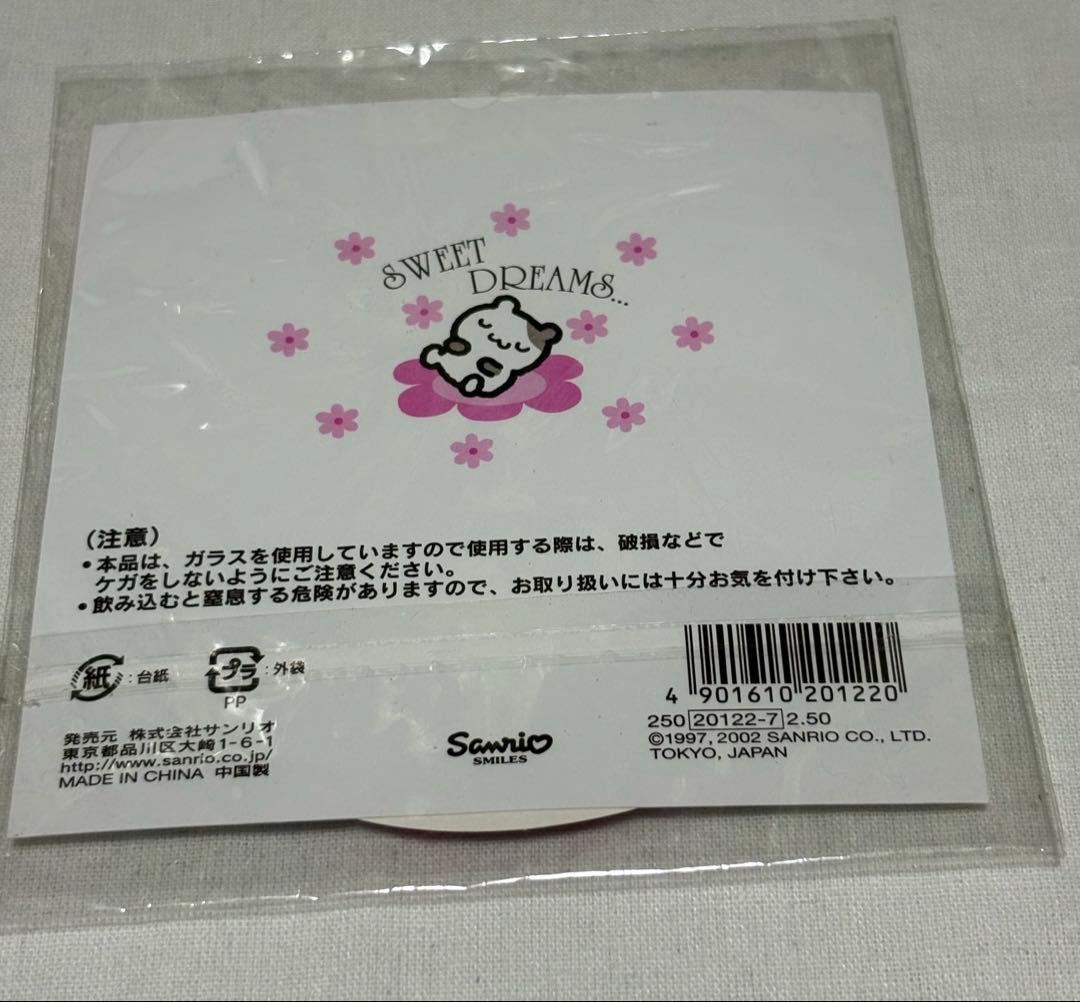 SWEET
DREAMS...
(注意)
•本品は、ガラスを使用していますので使用する際は、破損などで
ケガをしないようにご注意ください。
•飲み込むと窒息する危険がありますので、お取り扱いには十分お気を付け下さい。
紙:台紙
プラ:外袋
PP
発売元 株式会社サンリオ
東京都品川区大崎1-6-1
http://www.sanrio.co.jp/
MADE IN CHINA 中国製
Sanrio
SMILES
4 901610 201220
250 20122-7 2.50
©1997, 2002 SANRIO CO., LTD.
TOKYO, JAPAN